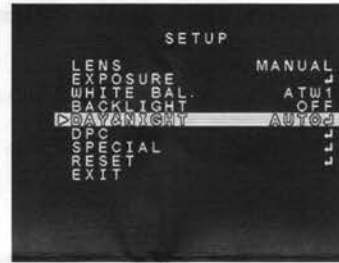 SETUP
LENS MANUAL
EXPOSURE ↲
WHITE BAL. ATW1
BACKLIGHT OFF
▷DAY&NIGHT AUTO↲
DPC ↲
SPECIAL ↲
RESET ↲
EXIT